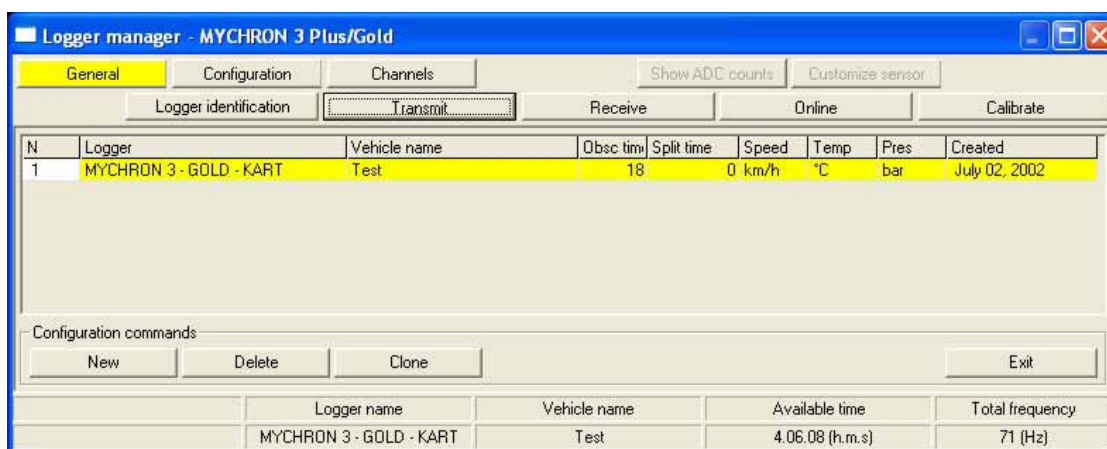 Logger manager - MYCHRON 3 Plus/Gold
General Configuration Channels Show ADC counts Customize sensor
Logger identification Transmit Receive Online Calibrate
N Logger Vehicle name Obsc tim Split time Speed Temp Pres Created
1 MYCHRON 3 - GOLD - KART Test 18 0 km/h °C bar July 02, 2002
Configuration commands
New Delete Clone Exit
Logger name Vehicle name Available time Total frequency
MYCHRON 3 - GOLD - KART Test 4.06.08 (h.m.s) 71 (Hz)